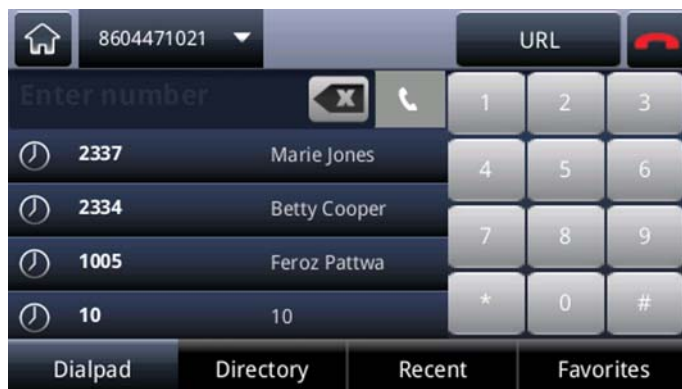 8604471021 URL
Enter number
1 2 3
2337 Marie Jones
4 5 6
2334 Betty Cooper
7 8 9
1005 Feroz Pattwa
* 0 #
10 10
Dialpad Directory Recent Favorites